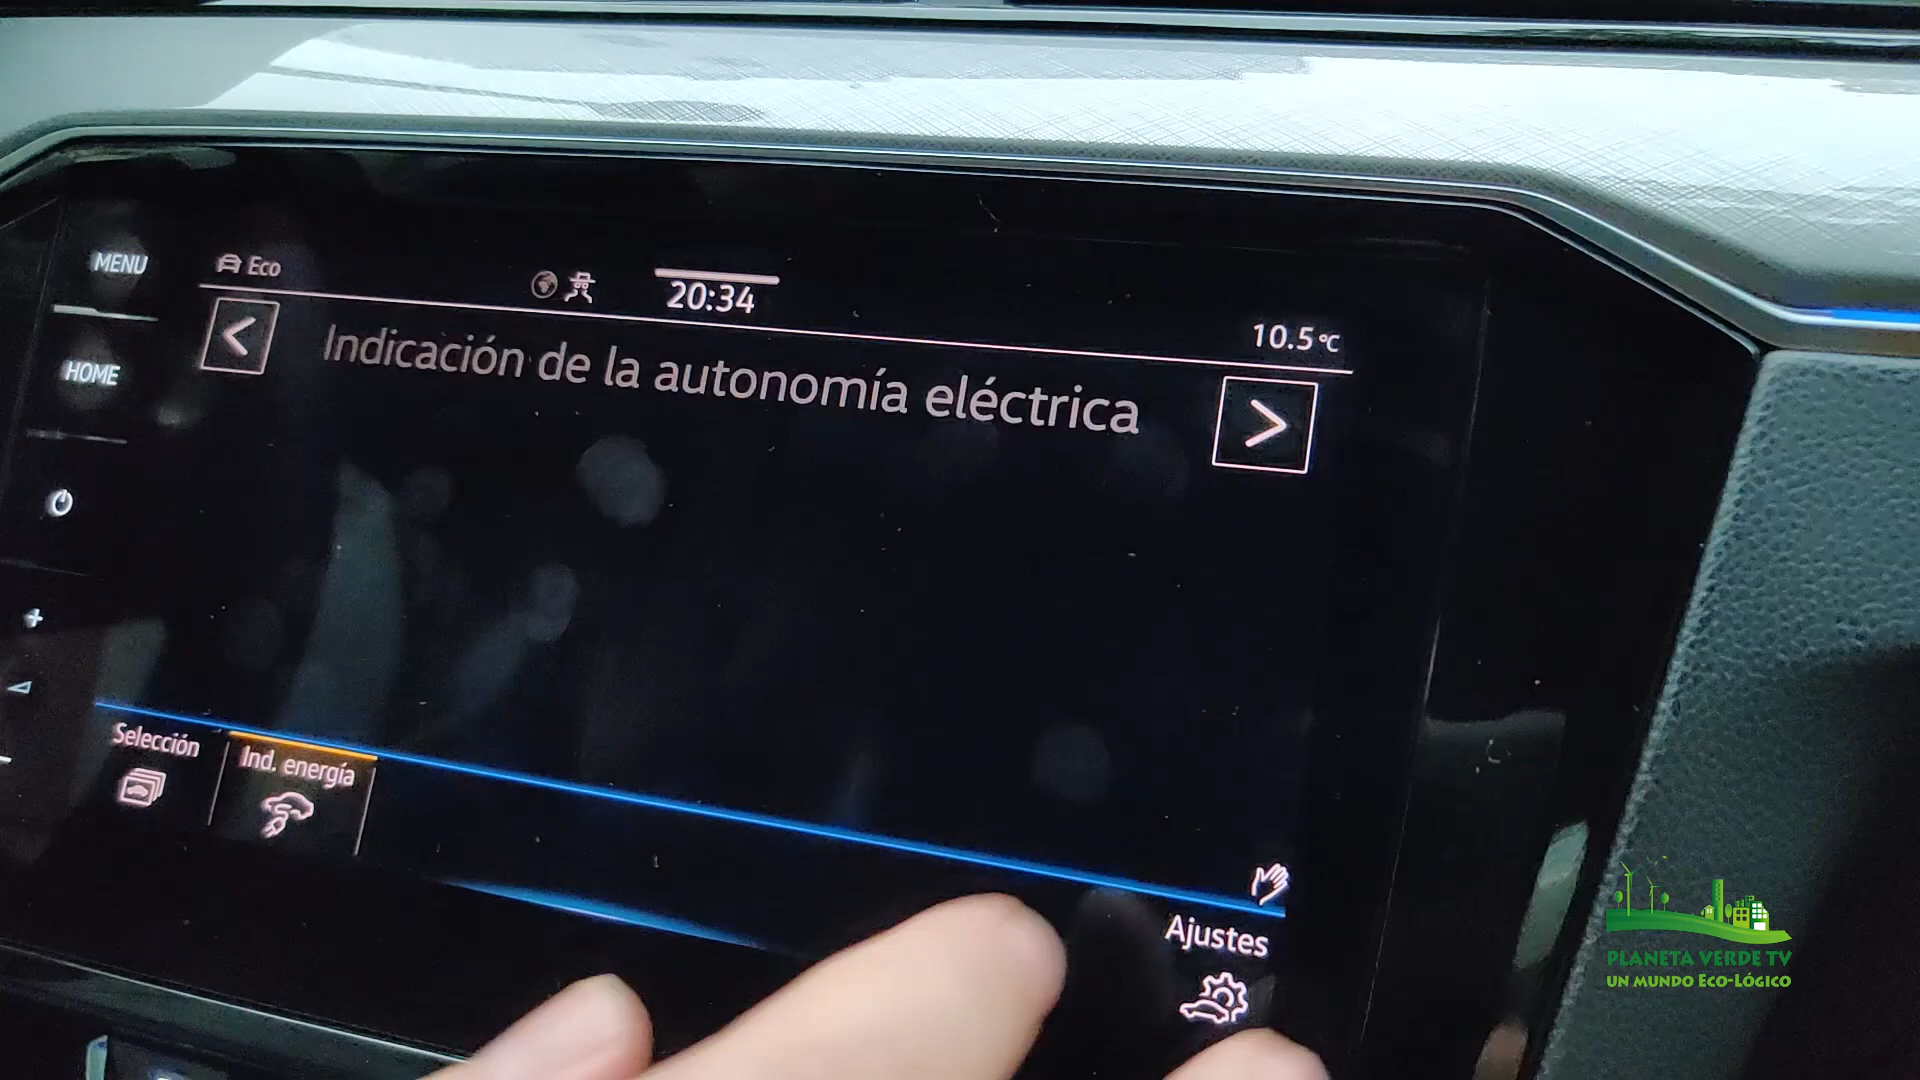 MENU
Eco
20:34
10.5°C
HOME
Indicación de la autonomía eléctrica
Selección
Ind. energía
Ajustes
PLANETA VERDE TV
UN MUNDO ECO-LÓGICO